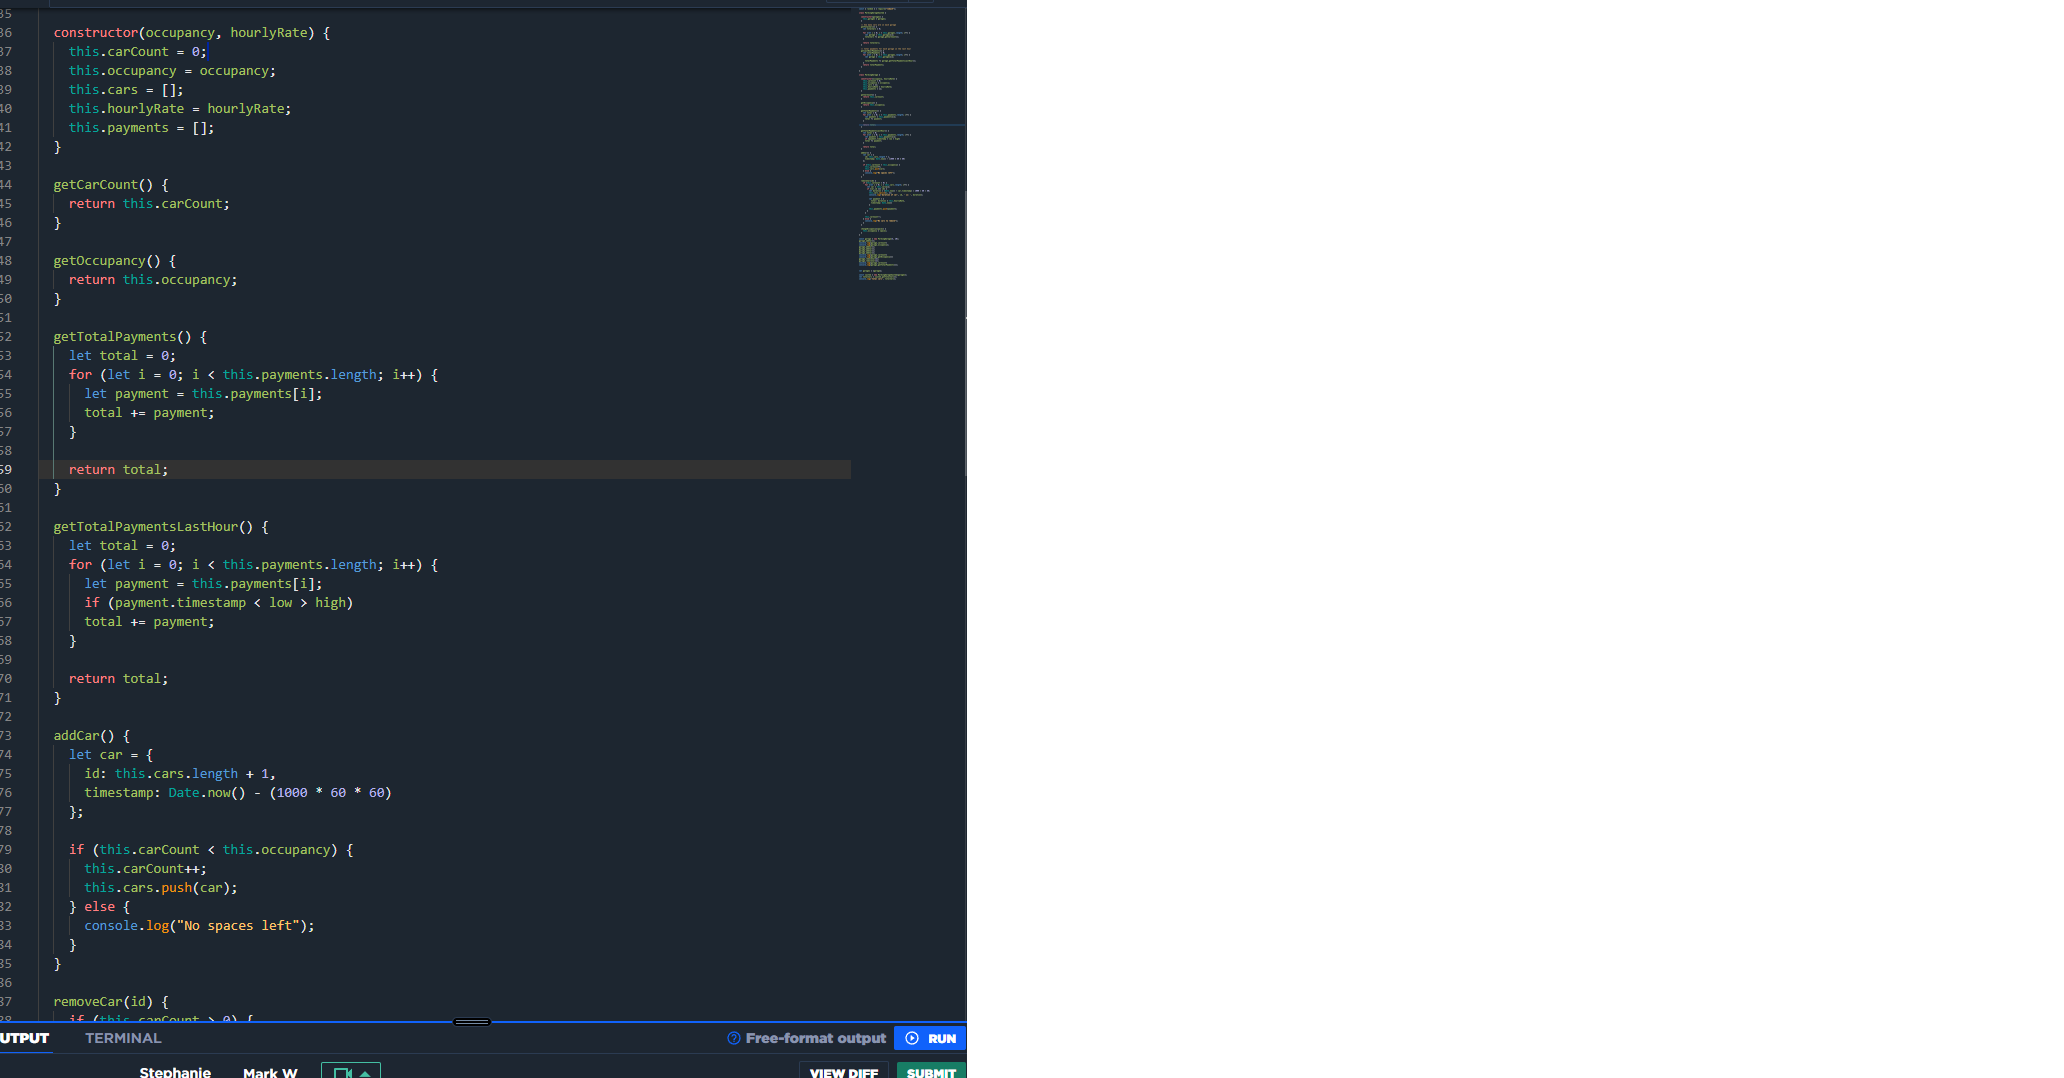 35
36 constructor(occupancy, hourlyRate) {
37 this.carCount = 0;
38 this.occupancy = occupancy;
39 this.cars = [];
40 this.hourlyRate = hourlyRate;
41 this.payments = [];
42 }
43
44 getCarCount() {
45 return this.carCount;
46 }
47
48 getOccupancy() {
49 return this.occupancy;
50 }
51
52 getTotalPayments() {
53 let total = 0;
54 for (let i = 0; i < this.payments.length; i++) {
55 let payment = this.payments[i];
56 total += payment;
57 }
58
59 return total;
60 }
61
62 getTotalPaymentsLastHour() {
63 let total = 0;
64 for (let i = 0; i < this.payments.length; i++) {
65 let payment = this.payments[i];
66 if (payment.timestamp < low > high)
67 total += payment;
68 }
69
70 return total;
71 }
72
73 addCar() {
74 let car = {
75 id: this.cars.length + 1,
76 timestamp: Date.now() - (1000 * 60 * 60)
77 };
78
79 if (this.carCount < this.occupancy) {
80 this.carCount++;
81 this.cars.push(car);
82 } else {
83 console.log("No spaces left");
84 }
85 }
86
87 removeCar(id) {
88 if (this.carCount > 0) {
UTPUT TERMINAL Free-format output RUN
Stephanie Mark W VIEW DIFF SUBMIT